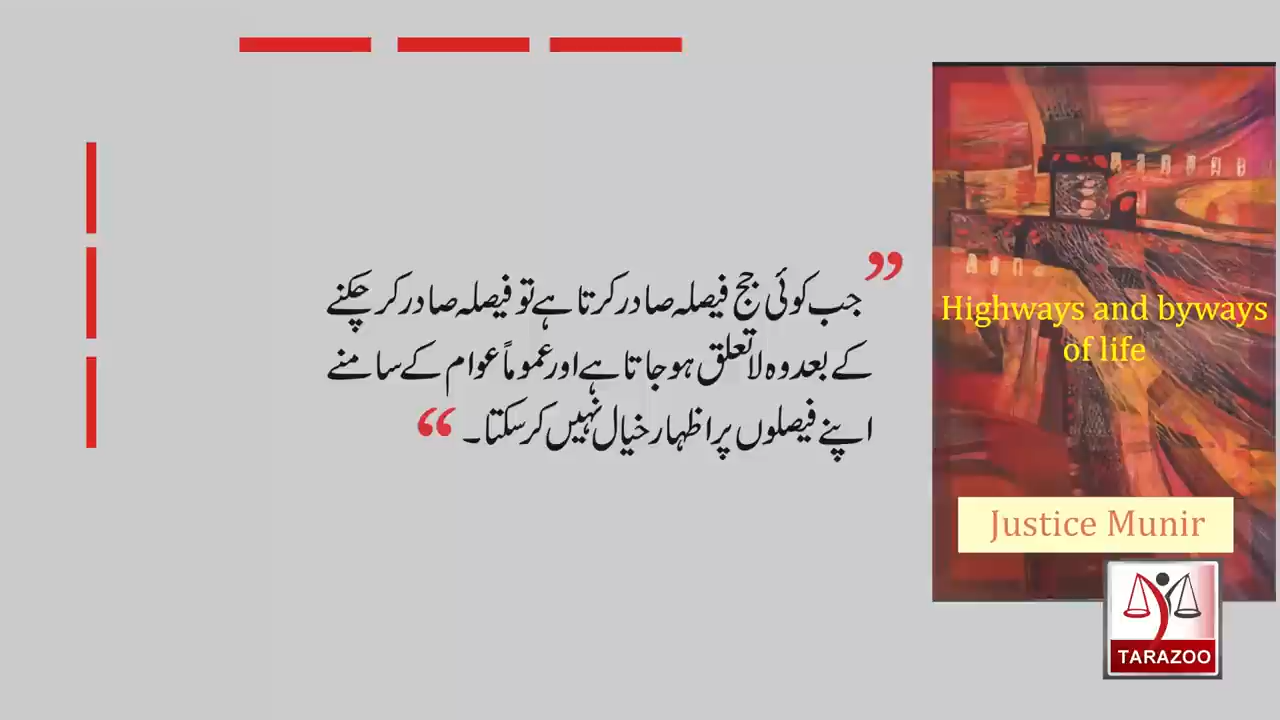 ”جب کوئی جج فیصلہ صادر کرتا ہے تو فیصلہ صادر کر چکنے
کے بعد وہ لاتعلق ہو جاتا ہے اور عموماً عوام کے سامنے
اپنے فیصلوں پر اظہار خیال نہیں کر سکتا۔“
Highways and byways
of life
Justice Munir
TARAZOO